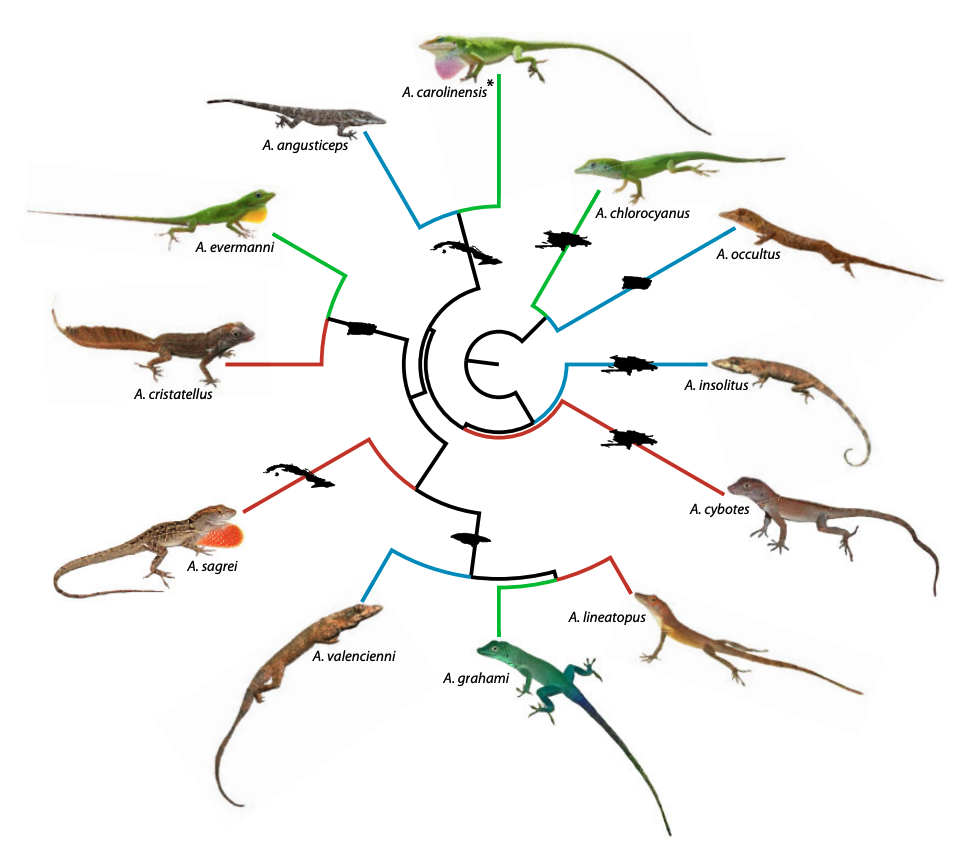 A. carolinensis*
A. angusticeps
A. chlorocyanus
A. evermanni
A. occultus
A. insolitus
A. cristatellus
A. cybotes
A. sagrei
A. lineatopus
A. valencienni
A. grahami